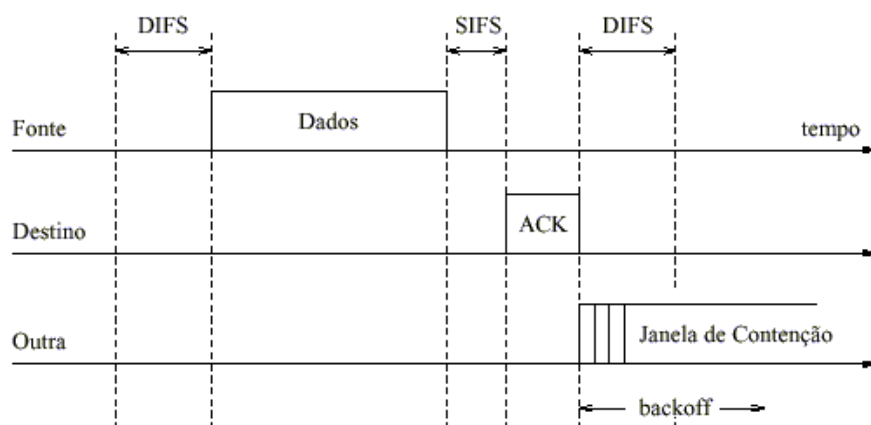 DIFS SIFS DIFS
Dados
Fonte tempo
ACK
Destino
Janela de Contenção
Outra
backoff